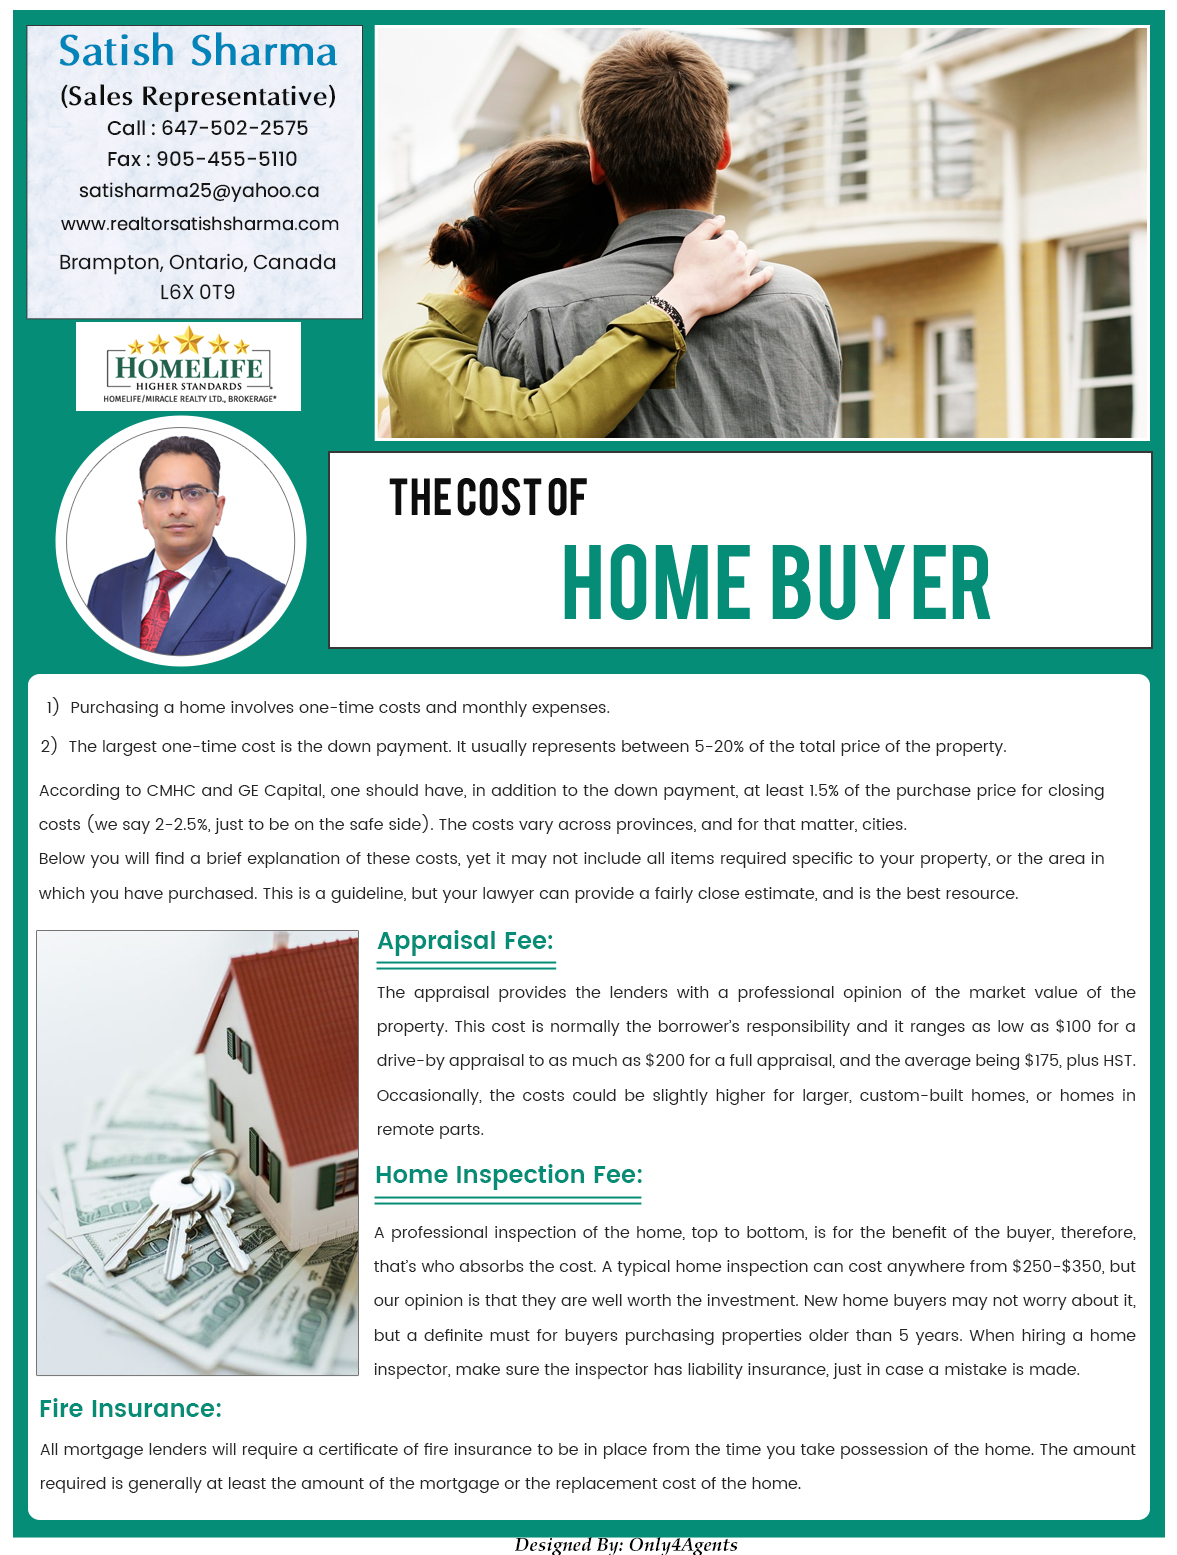 Satish Sharma
(Sales Representative)
Call : 647-502-2575
Fax : 905-455-5110
satisharma25@yahoo.ca
www.realtorsatishsharma.com
Brampton, Ontario, Canada
L6X 0T9
HOMELIFE
HIGHER STANDARDS
HOMELIFE/MIRACLE REALTY LTD., BROKERAGE*
THE COST OF
HOME BUYER
1) Purchasing a home involves one-time costs and monthly expenses.
2) The largest one-time cost is the down payment. It usually represents between 5-20% of the total price of the property.
According to CMHC and GE Capital, one should have, in addition to the down payment, at least 1.5% of the purchase price for closing
costs (we say 2-2.5%, just to be on the safe side). The costs vary across provinces, and for that matter, cities.
Below you will find a brief explanation of these costs, yet it may not include all items required specific to your property, or the area in
which you have purchased. This is a guideline, but your lawyer can provide a fairly close estimate, and is the best resource.
Appraisal Fee:
The appraisal provides the lenders with a professional opinion of the market value of the
property. This cost is normally the borrower's responsibility and it ranges as low as $100 for a
drive-by appraisal to as much as $200 for a full appraisal, and the average being $175, plus HST.
Occasionally, the costs could be slightly higher for larger, custom-built homes, or homes in
remote parts.
Home Inspection Fee:
A professional inspection of the home, top to bottom, is for the benefit of the buyer, therefore,
that's who absorbs the cost. A typical home inspection can cost anywhere from $250-$350, but
our opinion is that they are well worth the investment. New home buyers may not worry about it,
but a definite must for buyers purchasing properties older than 5 years. When hiring a home
inspector, make sure the inspector has liability insurance, just in case a mistake is made.
Fire Insurance:
All mortgage lenders will require a certificate of fire insurance to be in place from the time you take possession of the home. The amount
required is generally at least the amount of the mortgage or the replacement cost of the home.
Designed By: Only4Agents